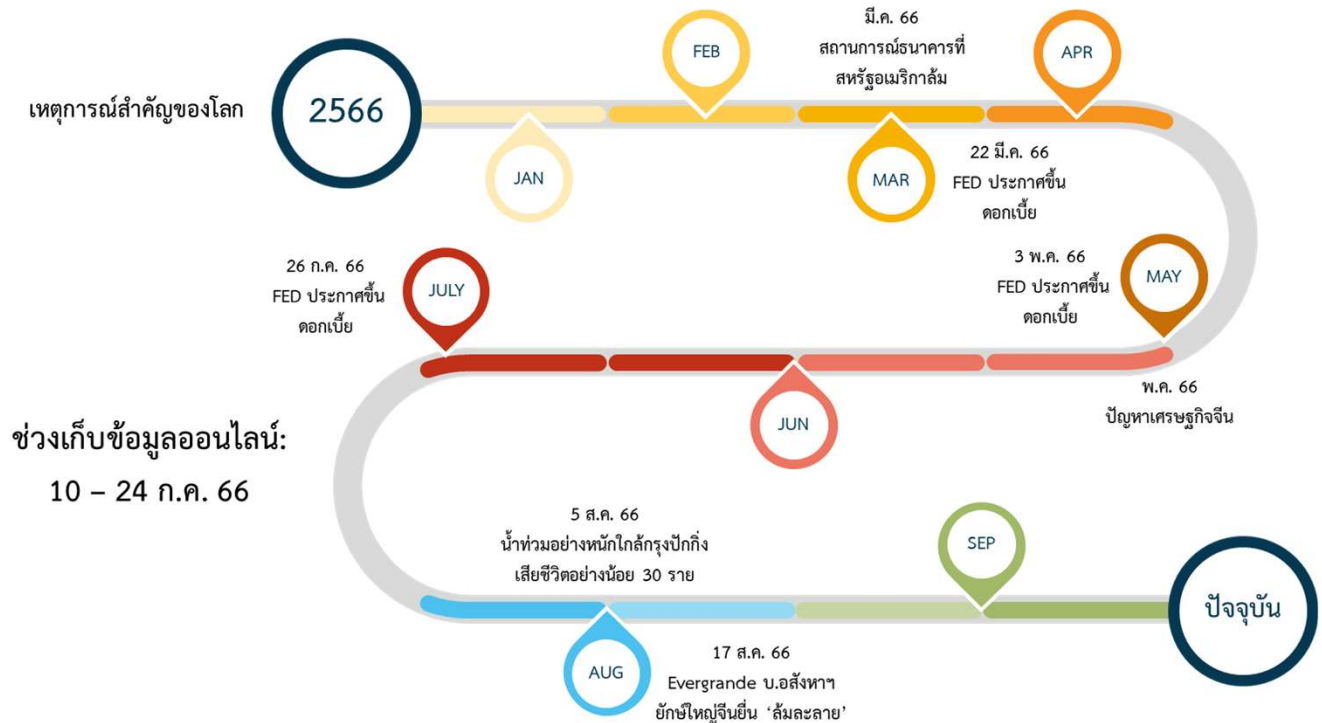 เหตุการณ์สำคัญของโลก
2566
JAN
FEB
มี.ค. 66
สถานการณ์ธนาคารที่
สหรัฐอเมริกาล้ม
MAR
22 มี.ค. 66
FED ประกาศขึ้น
ดอกเบี้ย
APR
3 พ.ค. 66
FED ประกาศขึ้น
ดอกเบี้ย
MAY
พ.ค. 66
ปัญหาเศรษฐกิจจีน
JUN
26 ก.ค. 66
FED ประกาศขึ้น
ดอกเบี้ย
JULY
ช่วงเก็บข้อมูลออนไลน์:
10 – 24 ก.ค. 66
5 ส.ค. 66
น้ำท่วมอย่างหนักใกล้กรุงปักกิ่ง
เสียชีวิตอย่างน้อย 30 ราย
AUG
17 ส.ค. 66
Evergrande บ.อสังหาฯ
ยักษ์ใหญ่จีนยื่น ‘ล้มละลาย’
SEP
ปัจจุบัน